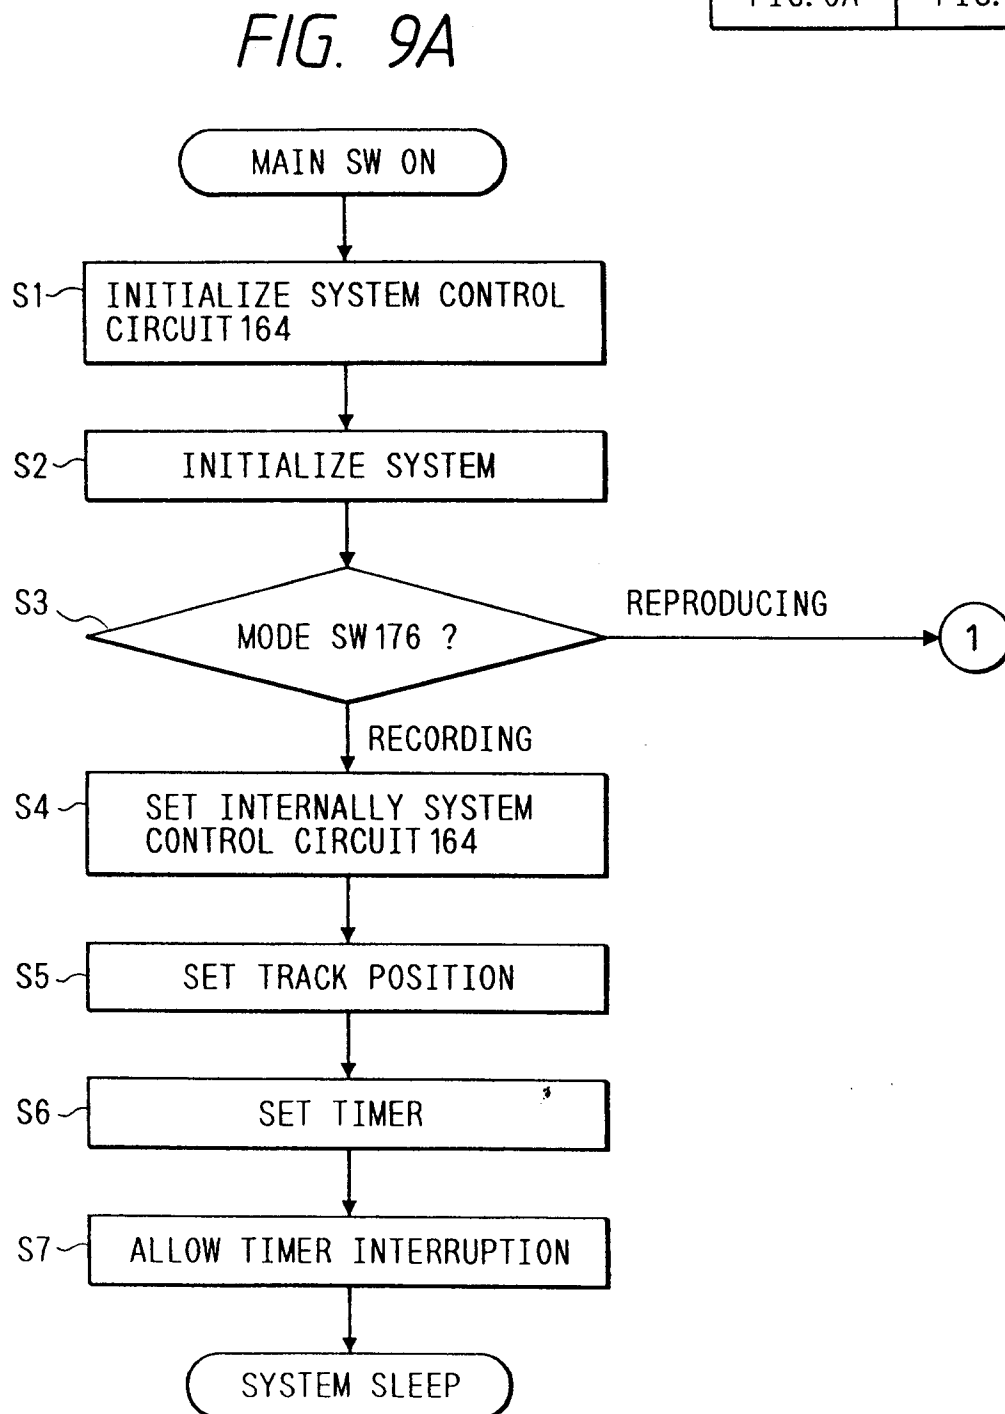 FIG. 9A
MAIN SW ON
S1
INITIALIZE SYSTEM CONTROL
CIRCUIT 164
S2
INITIALIZE SYSTEM
S3
MODE SW 176 ?
REPRODUCING
1
RECORDING
S4
SET INTERNALLY SYSTEM
CONTROL CIRCUIT 164
S5
SET TRACK POSITION
S6
SET TIMER
S7
ALLOW TIMER INTERRUPTION
SYSTEM SLEEP